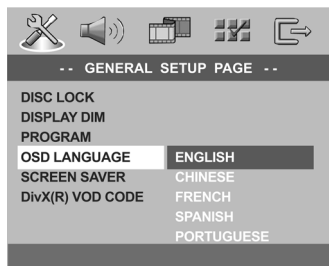 -- GENERAL SETUP PAGE --
DISC LOCK
DISPLAY DIM
PROGRAM
OSD LANGUAGE ENGLISH
SCREEN SAVER CHINESE
DivX(R) VOD CODE FRENCH
SPANISH
PORTUGUESE